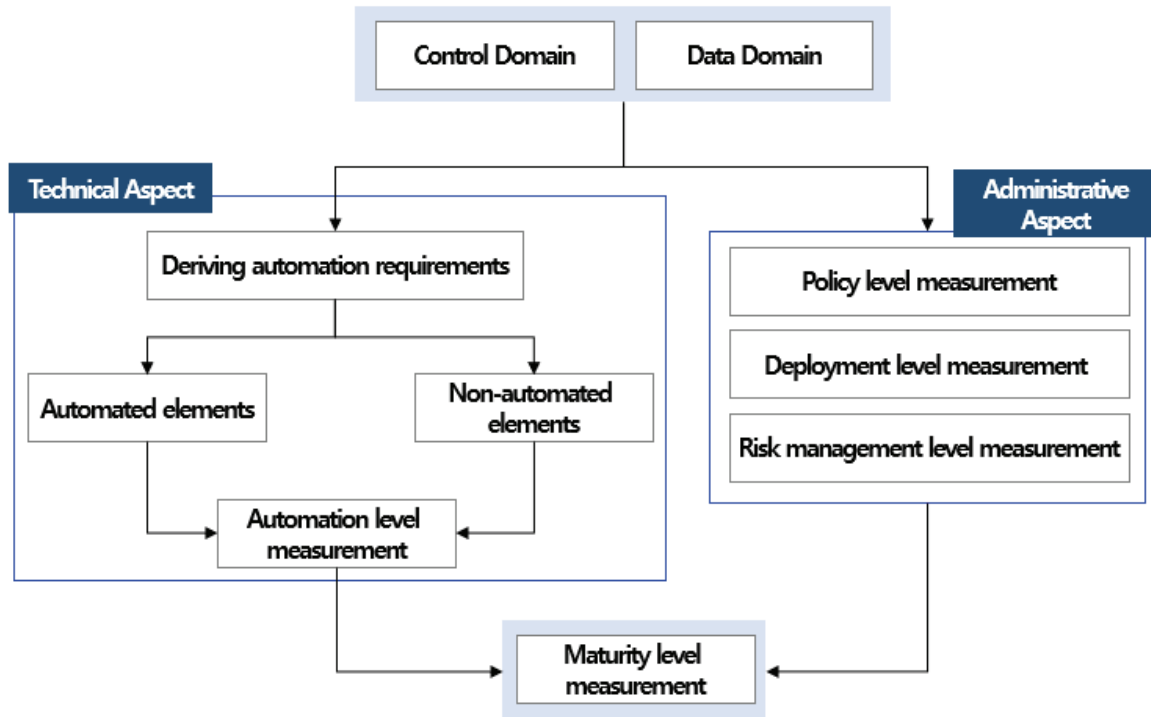 Control Domain
Data Domain
Technical Aspect
Administrative
Aspect
Deriving automation requirements
Policy level measurement
Deployment level measurement
Automated elements
Non-automated
elements
Risk management level measurement
Automation level
measurement
Maturity level
measurement